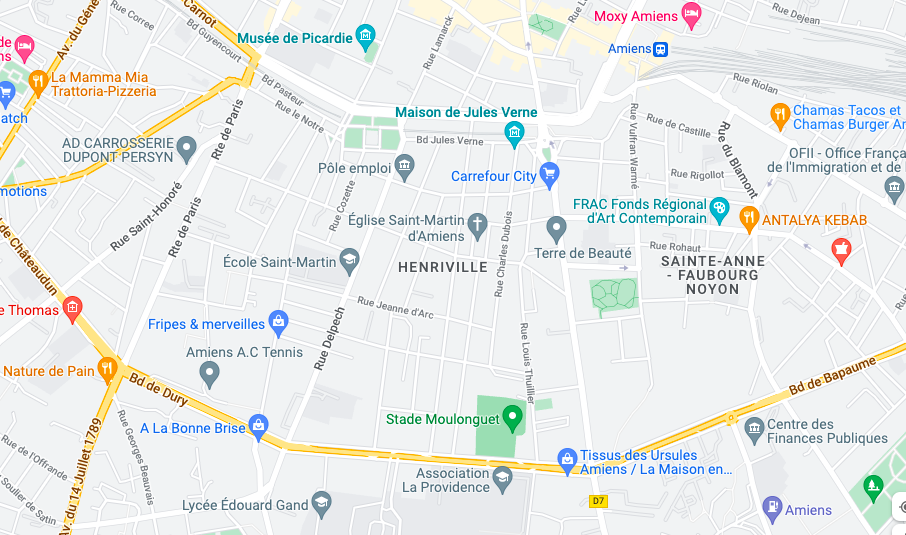 Carnot
Rue Corree
Av. du Géné
Bd Guyencourt
Musée de Picardie
Rue Lamarck
Rue L
Moxy Amiens
Rue Dejean
de
ns
La Mamma Mia
Trattoria-Pizzeria
Amiens
Rue Riolan
atch
Bd Pasteur
Rue le Notre
Rte de Paris
Maison de Jules Verne
Bd Jules Verne
Rue Vulfran Warmé
Rue de Castille
Rue du Blamont
Chamas Tacos et
Chamas Burger Am
AD CARROSSERIE
DUPONT PERSYN
Pôle emploi
Carrefour City
Rue Rigollot
OFII - Office França
de l'Immigration et de l
motions
Rue Saint-Honoré
Rue Cozette
Rte de Paris
Église Saint-Martin
d'Amiens
Rue Charles Dubois
FRAC Fonds Régional
d'Art Contemporain
ANTALYA KEBAB
Terre de Beauté
Rue Rohaut
d de Châteaudun
École Saint-Martin
HENRIVILLE
SAINTE-ANNE
- FAUBOURG
NOYON
e Thomas
Rue Jeanne d'Arc
Fripes & merveilles
Rue Delpech
Rue Louis Thuillier
Amiens A.C Tennis
Nature de Pain
Bd de Dury
Bd de Bapaume
A La Bonne Brise
Stade Moulonguet
Centre des
Finances Publiques
Rue de l'Offrande
Rue Georges Beauvais
Av. du 14 Juillet 1789
Tissus des Ursules
Amiens / La Maison en...
Association
La Providence
Soulier de Satin
Lycée Édouard Gand
D7
Amiens